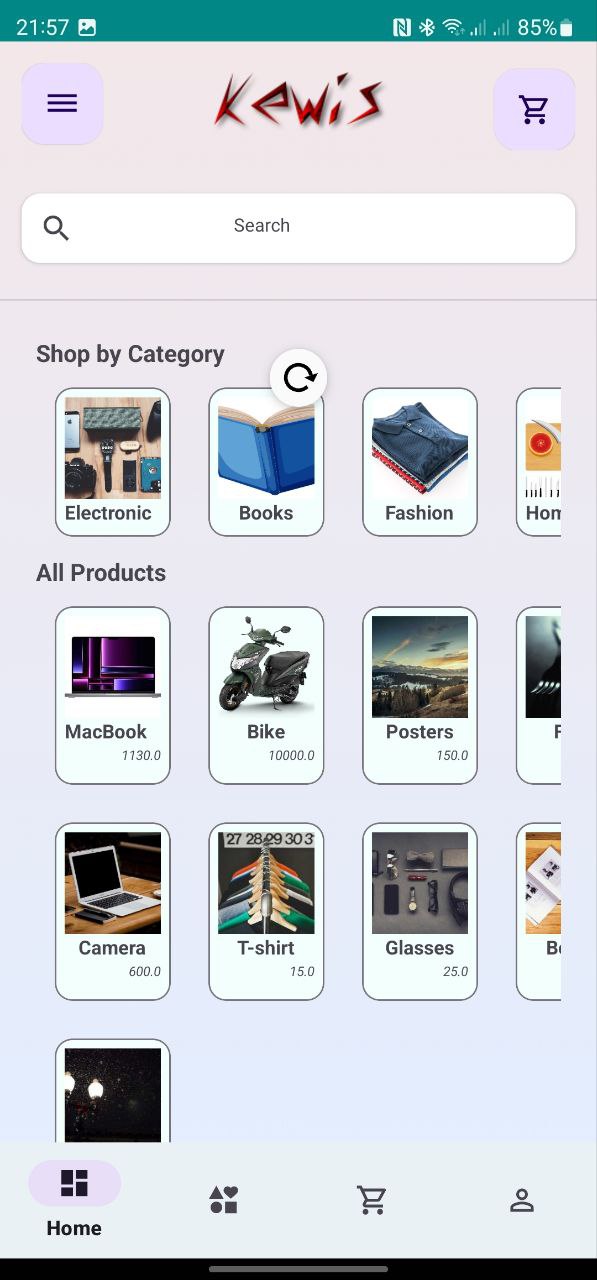 21:57
85%
Kewis
Search
Shop by Category
Electronic
Books
Fashion
Hom
All Products
MacBook
1130.0
Bike
10000.0
Posters
150.0
F
27 28 29 30 3
Camera
600.0
T-shirt
15.0
Glasses
25.0
Be
Home